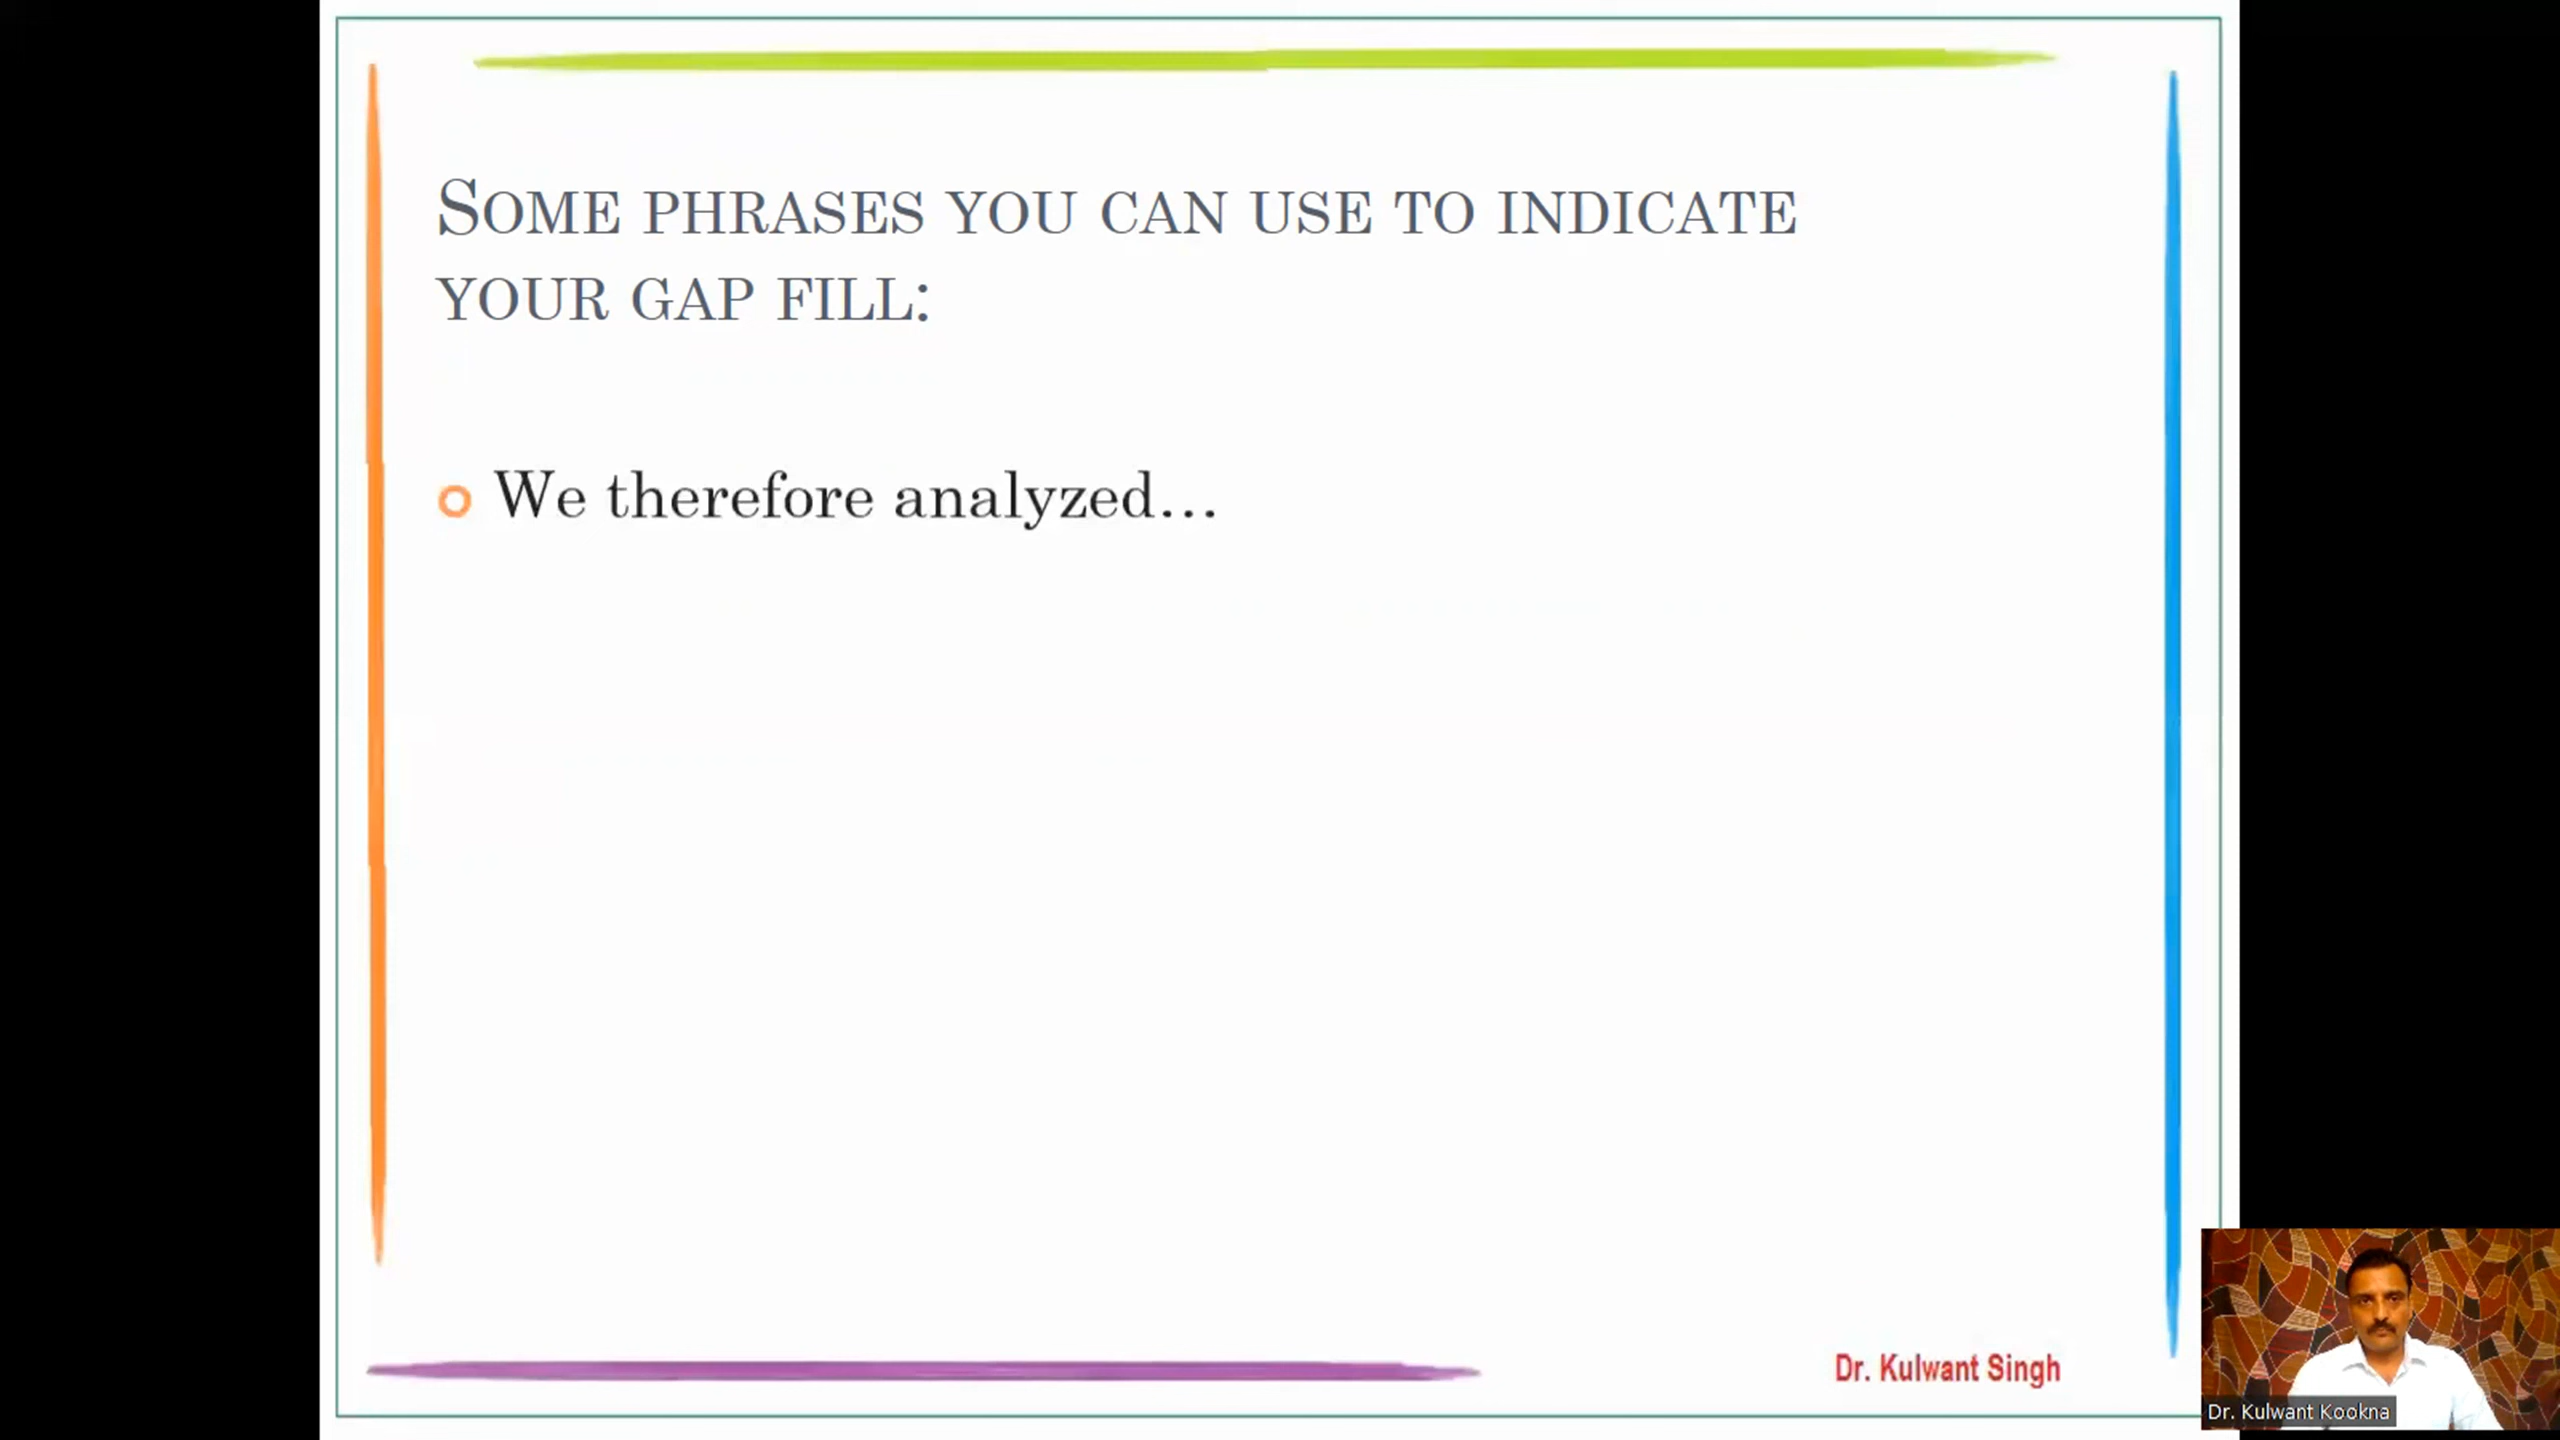 Some phrases you can use to indicate
your gap fill:
We therefore analyzed...
Dr. Kulwant Singh
Dr. Kulwant Kookna